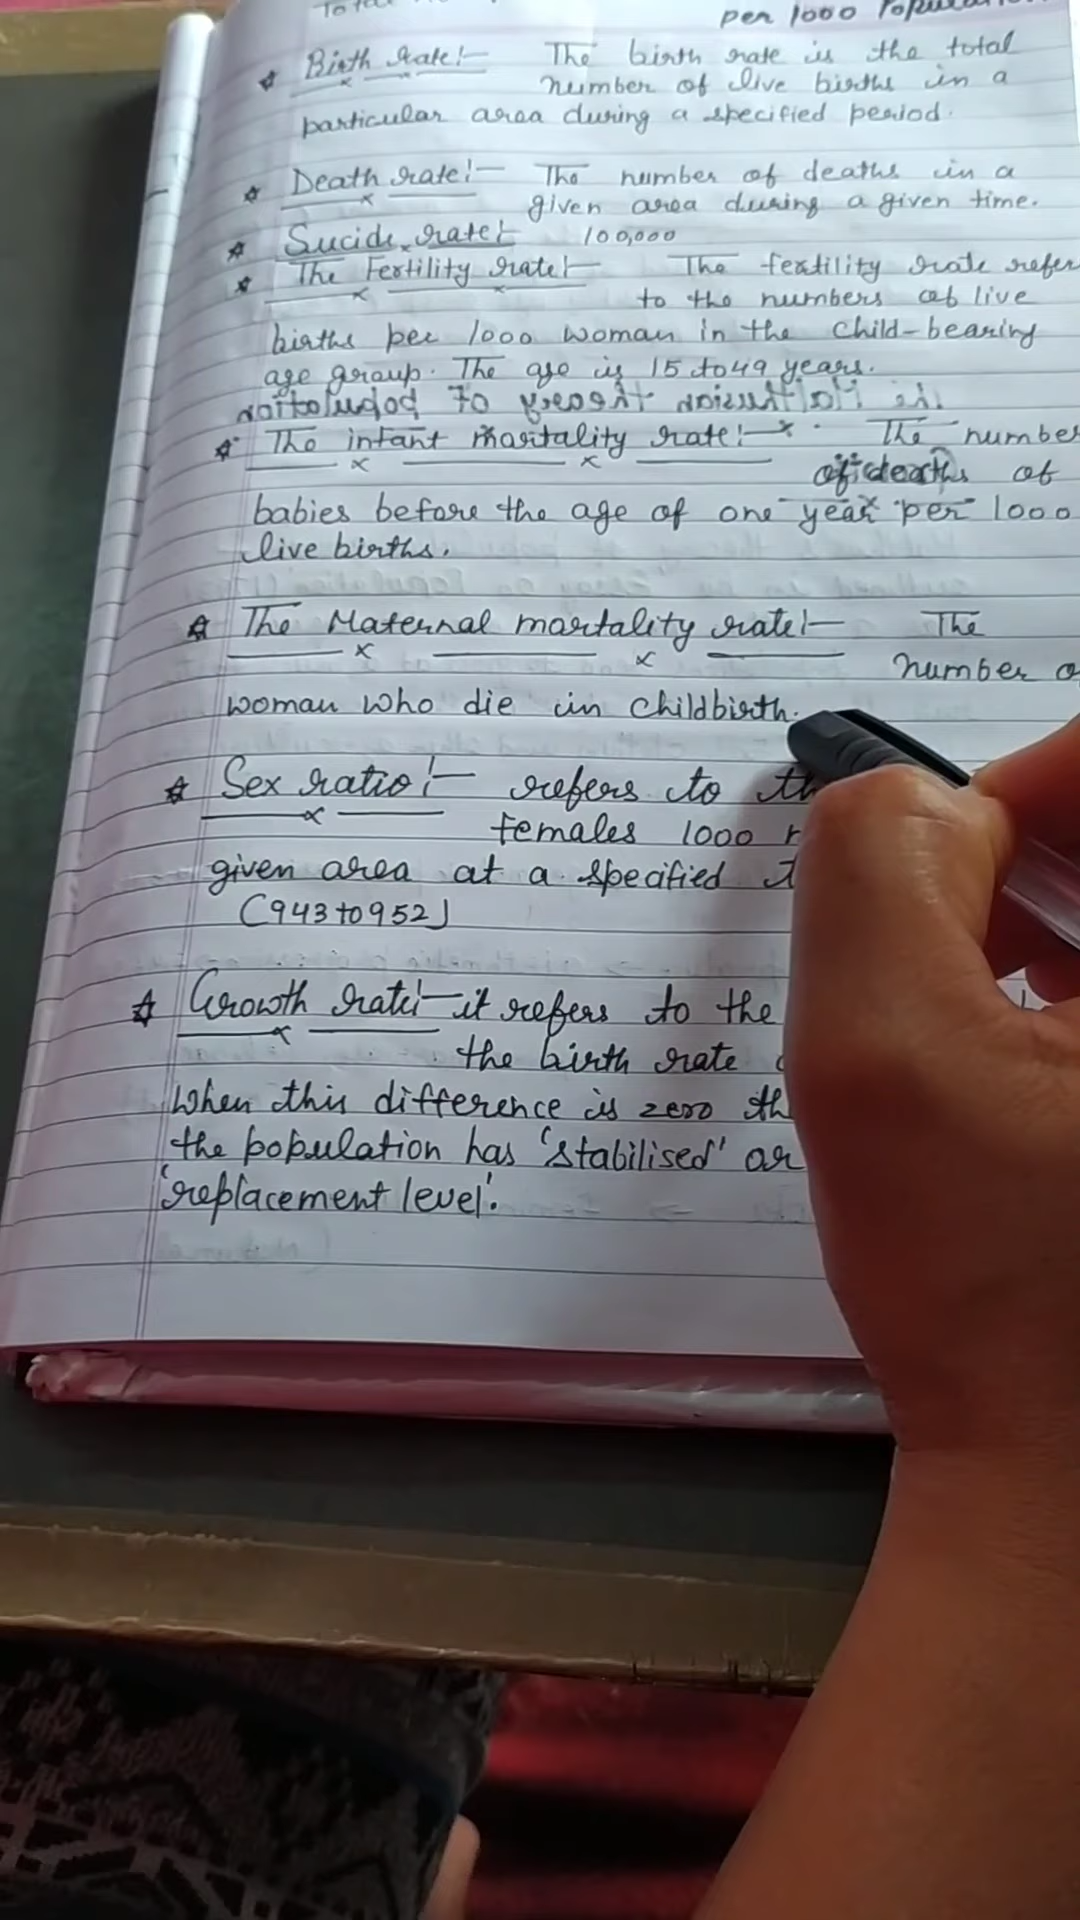 per 1000 Population
Birth rate:- The birth rate is the total
number of live births in a
particular area during a specified period.
Death rate:- The number of deaths in a
given area during a given time.
Sucide rate:- 100,000
The Fertility rate:- The fertility rate refer
to the numbers of live
births per 1000 woman in the child-bearing
age group. The age is 15 to 49 years.
The infant mortality rate:- The number
of deaths of
babies before the age of one year per 1000
live births.
The Maternal mortality rate:- The
number o
woman who die in childbirth.
Sex ratio:- refers to th
females 1000
given area at a specified
(943 to 952)
Growth rate:- it refers to the
the birth rate
When this difference is zero th
the population has 'stabilised' or
'replacement level'.